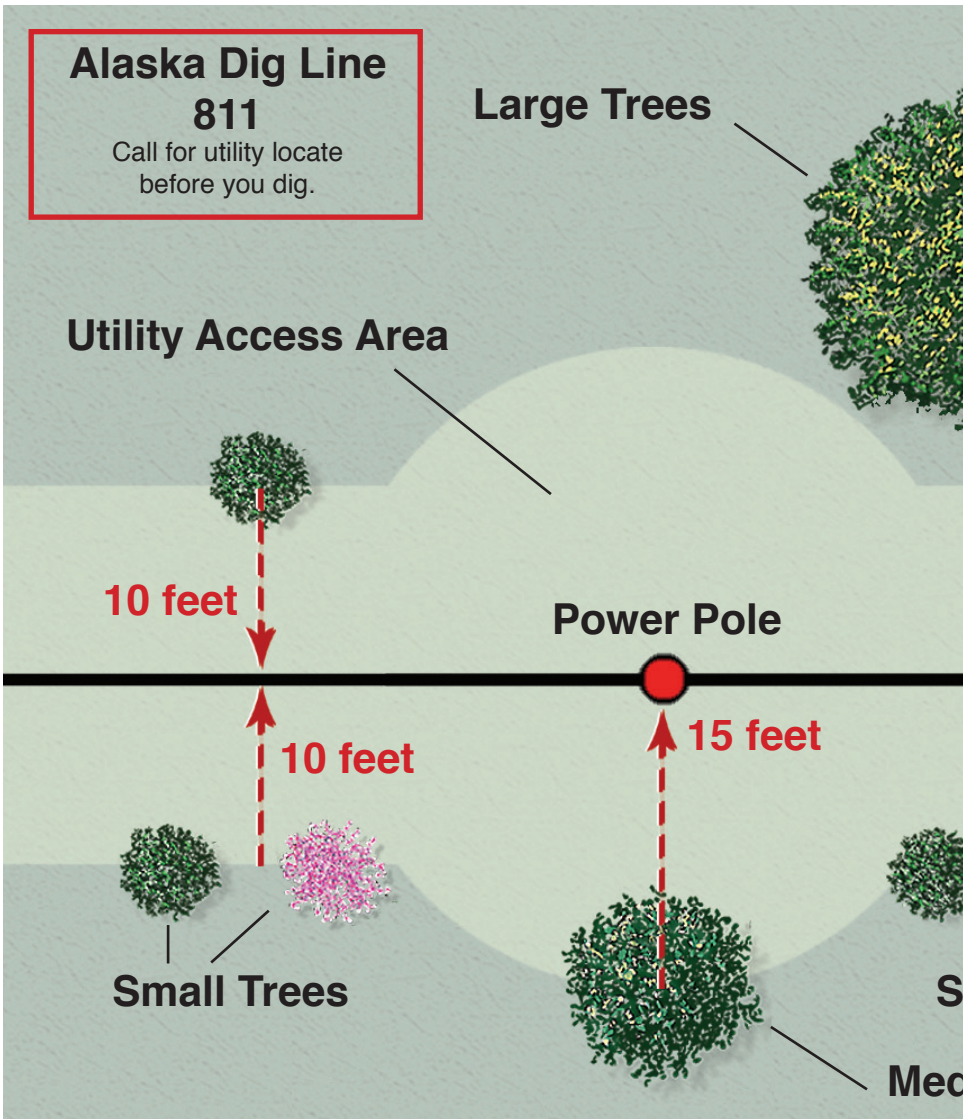 Alaska Dig Line
811
Call for utility locate
before you dig.
Large Trees
Utility Access Area
10 feet
Power Pole
15 feet
10 feet
Small Trees
S
Med